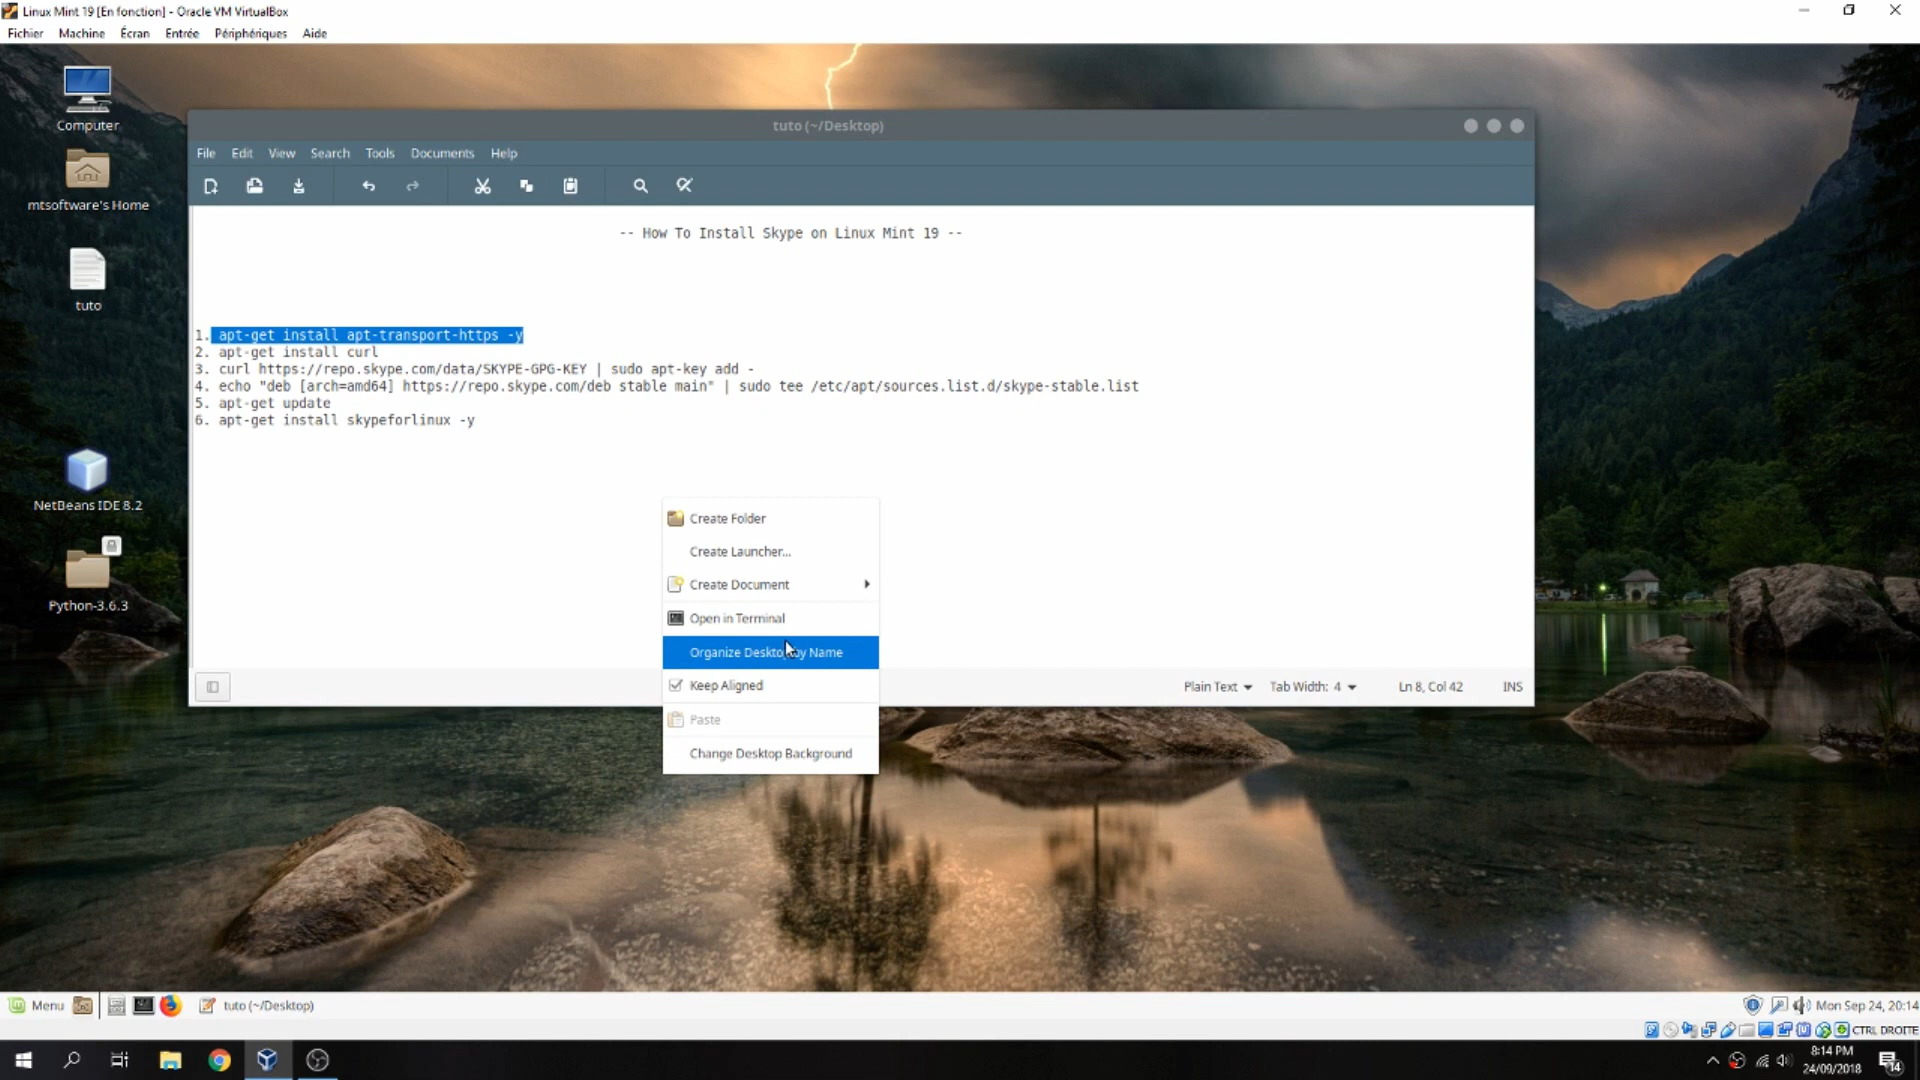 Linux Mint 19 [En fonction] - Oracle VM VirtualBox
Fichier Machine Écran Entrée Périphériques Aide
Computer
mtsoftware's Home
tuto
NetBeans IDE 8.2
Python-3.6.3
tuto (~/Desktop)
File Edit View Search Tools Documents Help
-- How To Install Skype on Linux Mint 19 --
1. apt-get install apt-transport-https -y
2. apt-get install curl
3. curl https://repo.skype.com/data/SKYPE-GPG-KEY | sudo apt-key add -
4. echo "deb [arch=amd64] https://repo.skype.com/deb stable main" | sudo tee /etc/apt/sources.list.d/skype-stable.list
5. apt-get update
6. apt-get install skypeforlinux -y
Create Folder
Create Launcher...
Create Document
Open in Terminal
Organize Desktop by Name
Keep Aligned
Paste
Change Desktop Background
Plain Text Tab Width: 4 Ln 8, Col 42 INS
Menu tuto (~/Desktop) Mon Sep 24, 20:14
CTRL DROITE
8:14 PM
24/09/2018
14